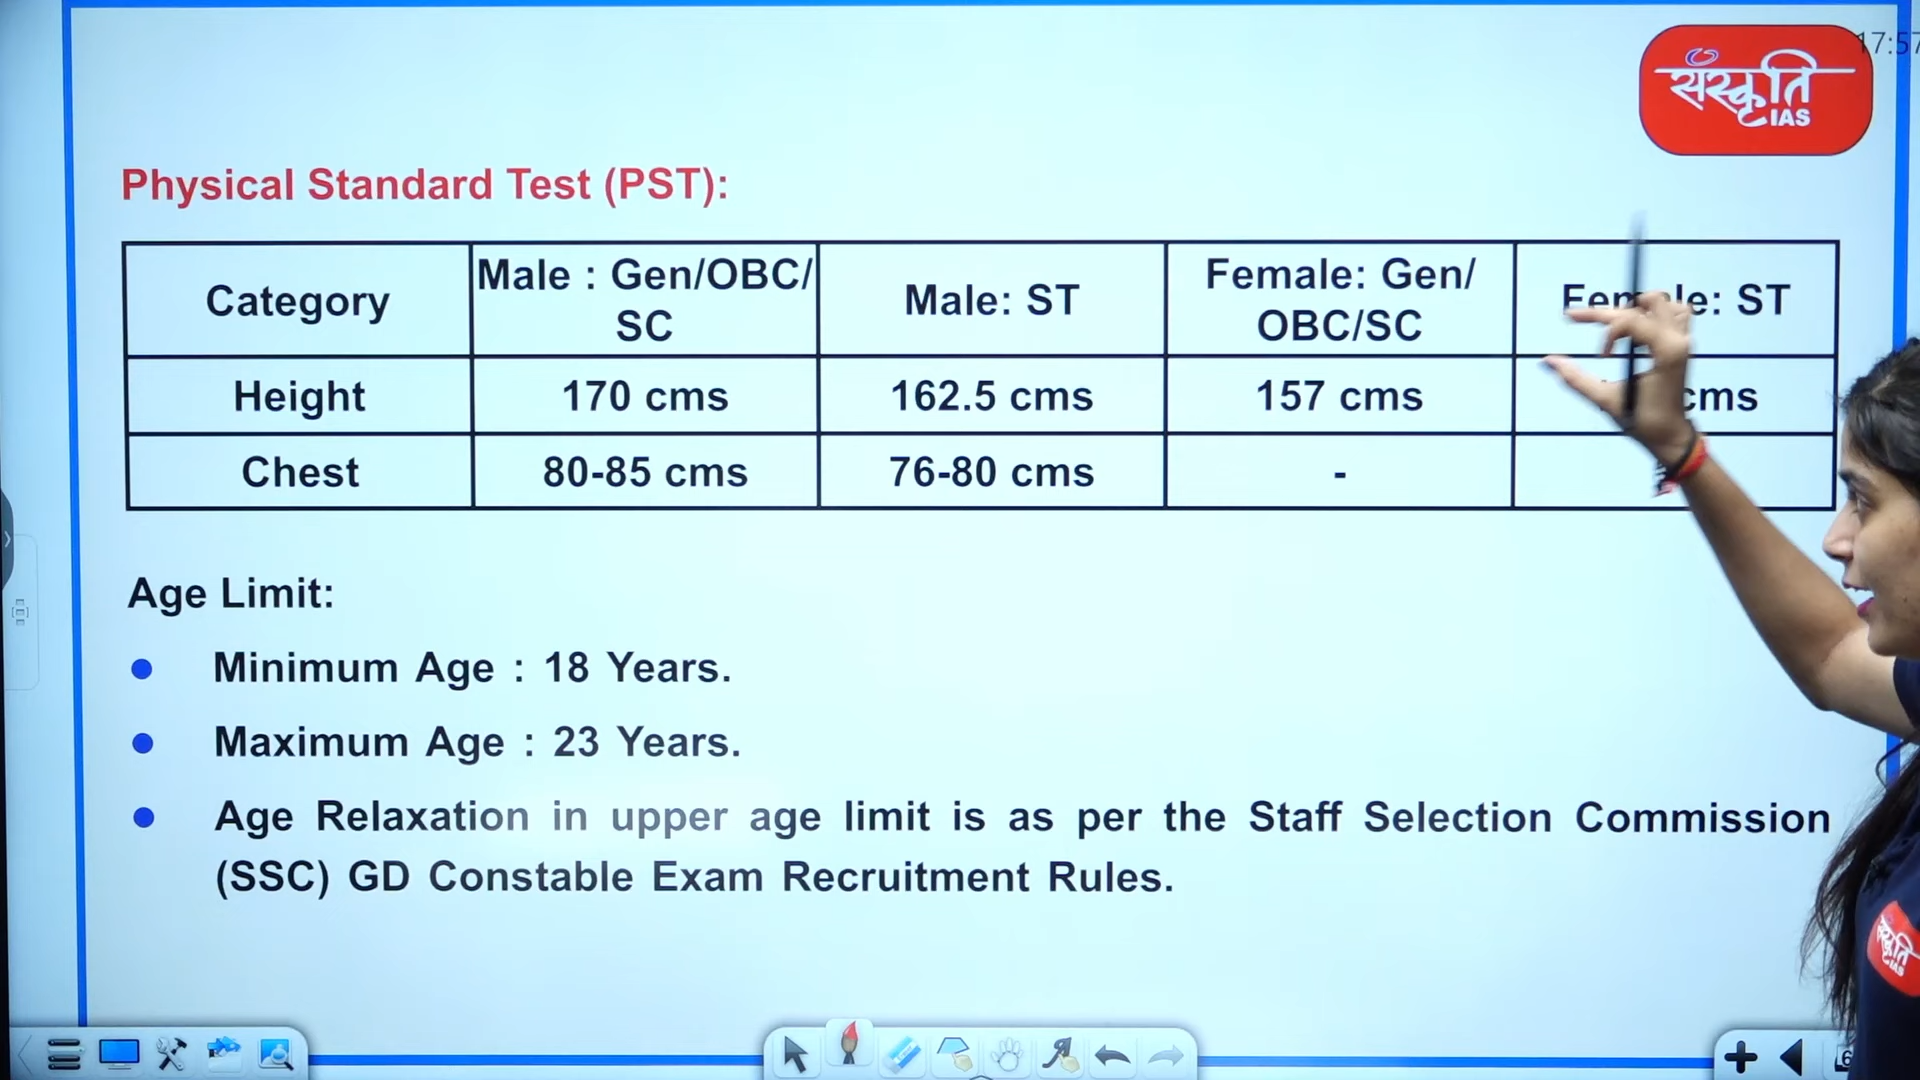 17:57
संस्कृति
IAS
Physical Standard Test (PST):
Category
Male : Gen/OBC/
SC
Male: ST
Female: Gen/
OBC/SC
ST
Height
170 cms
162.5 cms
157 cms
cms
Chest
80-85 cms
76-80 cms
-
Age Limit:
Minimum Age : 18 Years.
Maximum Age : 23 Years.
Age Relaxation in upper age limit is as per the Staff Selection Commission
(SSC) GD Constable Exam Recruitment Rules.
संस्कृति
IAS